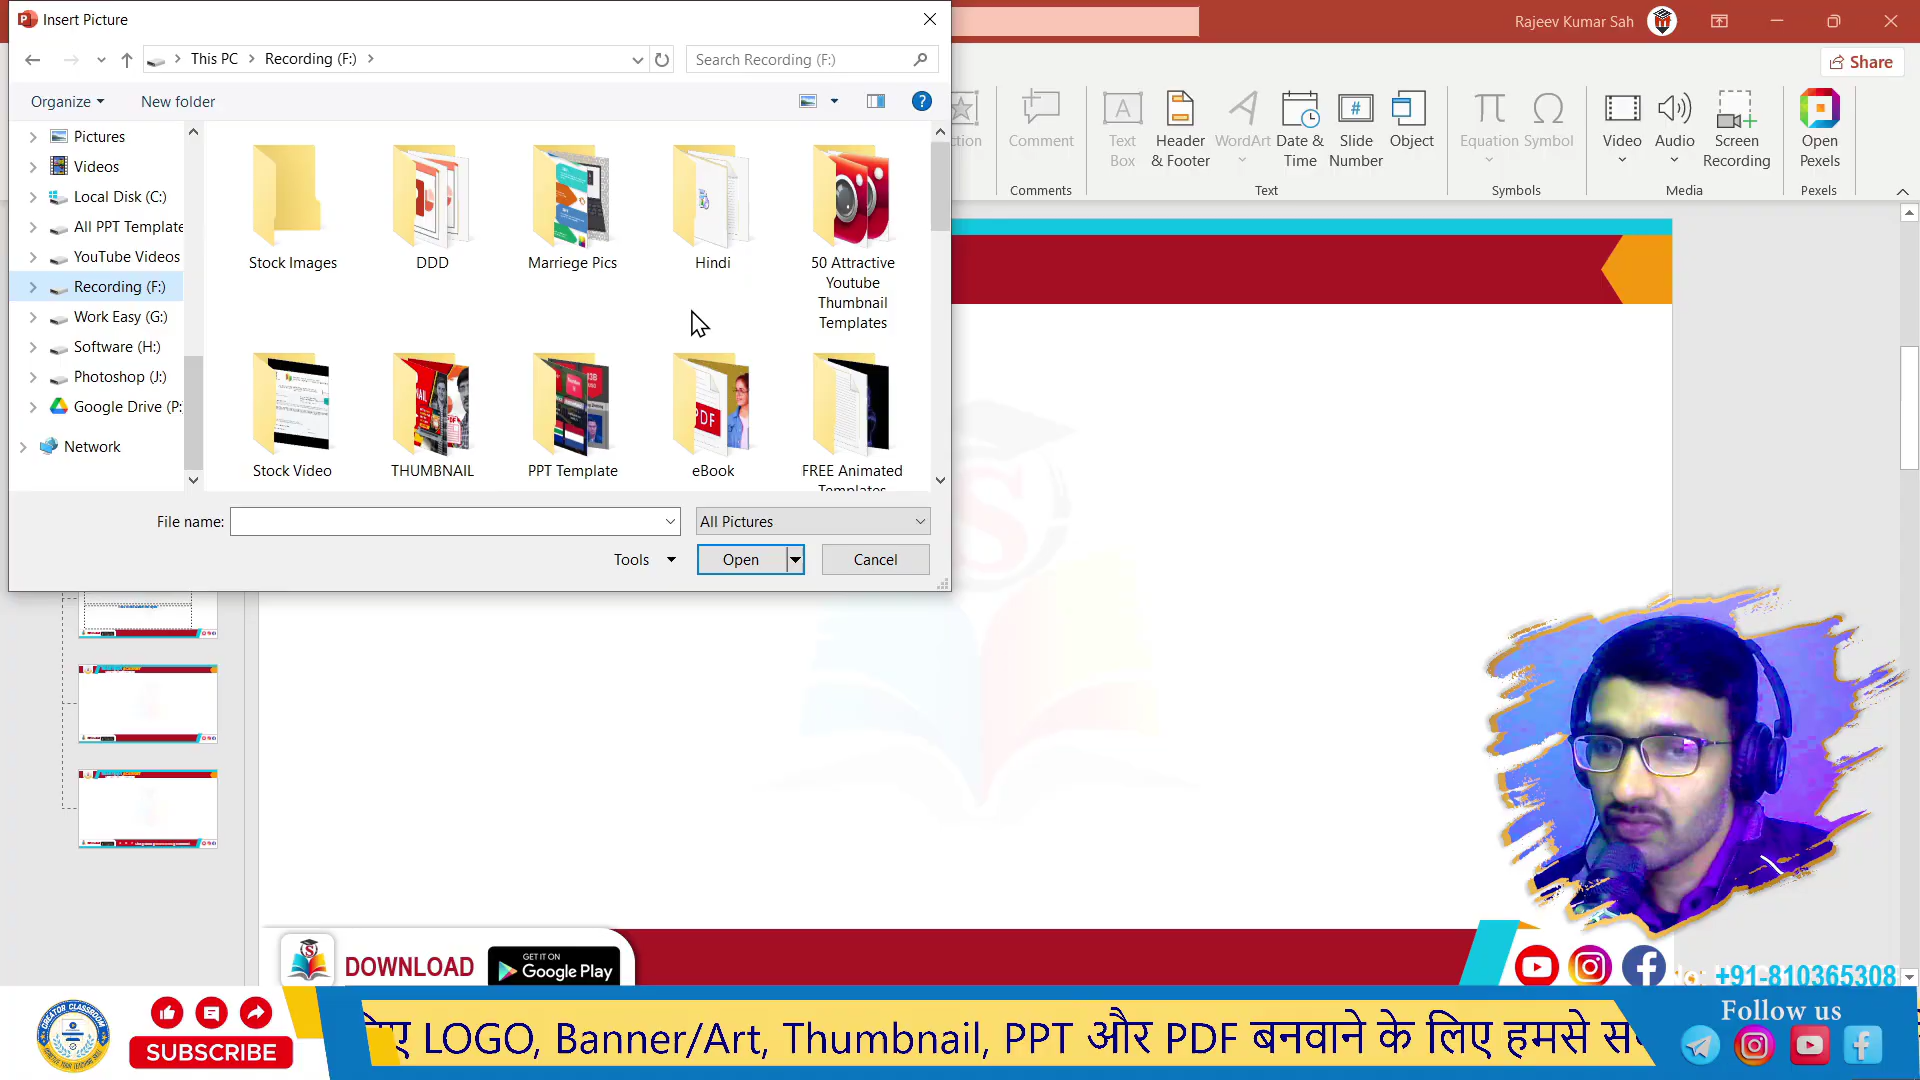 Insert Picture
Rajeev Kumar Sah
This PC
Recording (F:)
Search Recording (F:)
Share
Organize
New folder
Comment
Text Box
Header & Footer
WordArt
Date & Time
Slide Number
Object
Equation
Symbol
Video
Audio
Screen Recording
Open Pexels
Comments
Text
Symbols
Media
Pexels
Pictures
Videos
Local Disk (C:)
All PPT Template
YouTube Videos
Recording (F:)
Work Easy (G:)
Software (H:)
Photoshop (J:)
Google Drive (P:
Network
Stock Images
DDD
Marriege Pics
Hindi
50 Attractive
Youtube
Thumbnail
Templates
Stock Video
THUMBNAIL
PPT Template
eBook
FREE Animated
Templates
File name:
All Pictures
Tools
Open
Cancel
DOWNLOAD
GET IT ON
Google Play
+91-810365308
SUBSCRIBE
LOGO, Banner/Art, Thumbnail, PPT और PDF बनवाने के लिए हमसे
Follow us